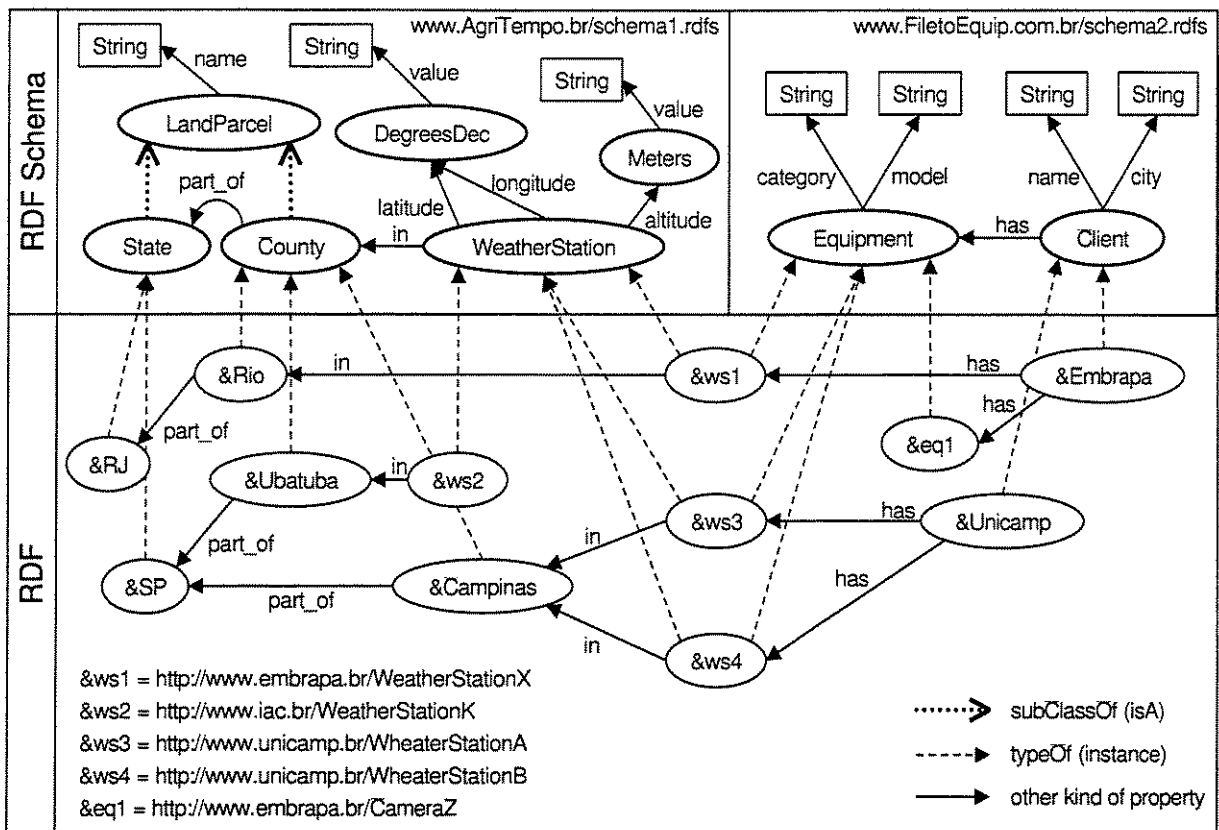 www.AgriTempo.br/schema1.rdfs
www.FiletoEquip.com.br/schema2.rdfs
RDF Schema
String
name
String
value
String
value
String
String
String
String
LandParcel
DegreesDec
Meters
part_of
latitude
longitude
altitude
category
model
name
city
State
County
in
WeatherStation
Equipment
has
Client
RDF
&Rio
in
&ws1
has
&Embrapa
part_of
has
&RJ
&eq1
&Ubatuba
in
&ws2
&ws3
has
&Unicamp
part_of
in
&SP
part_of
&Campinas
has
in
&ws4
&ws1 = http://www.embrapa.br/WeatherStationX
&ws2 = http://www.iac.br/WeatherStationK
&ws3 = http://www.unicamp.br/WheaterStationA
&ws4 = http://www.unicamp.br/WheaterStationB
&eq1 = http://www.embrapa.br/CameraZ
subClassOf (isA)
typeOf (instance)
other kind of property